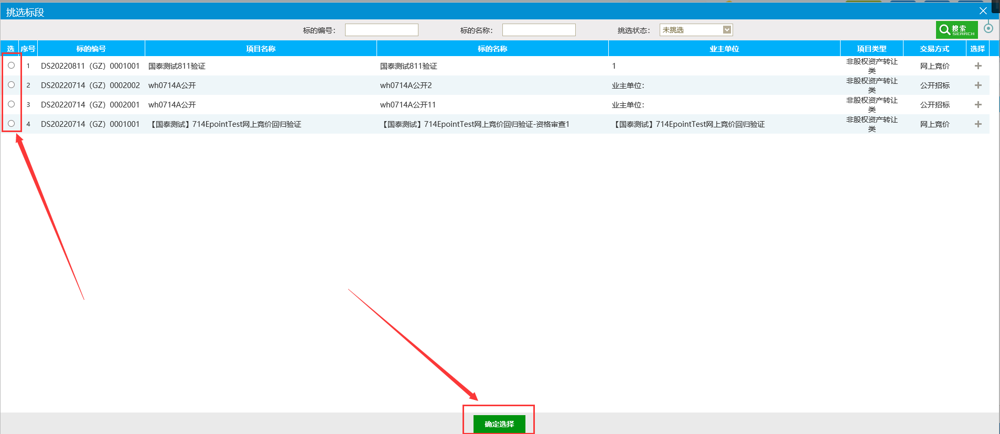 挑选标段
标的编号： 标的名称： 挑选状态： 未挑选 搜索 SEARCH
选 序号 标的编号 项目名称 标的名称 业主单位 项目类型 交易方式 选择
1 DS20220811（GZ）0001001 国泰测试811验证 国泰测试811验证 1 非股权资产转让类 网上竞价
2 DS20220714（GZ）0002002 wh0714A公开 wh0714A公开2 业主单位： 非股权资产转让类 公开招标
3 DS20220714（GZ）0002001 wh0714A公开 wh0714A公开11 业主单位： 非股权资产转让类 公开招标
4 DS20220714（GZ）0001001 【国泰测试】714EpointTest网上竞价回归验证 【国泰测试】714EpointTest网上竞价回归验证-资格审查1 【国泰测试】714EpointTest网上竞价回归验证 非股权资产转让类 网上竞价
确定选择